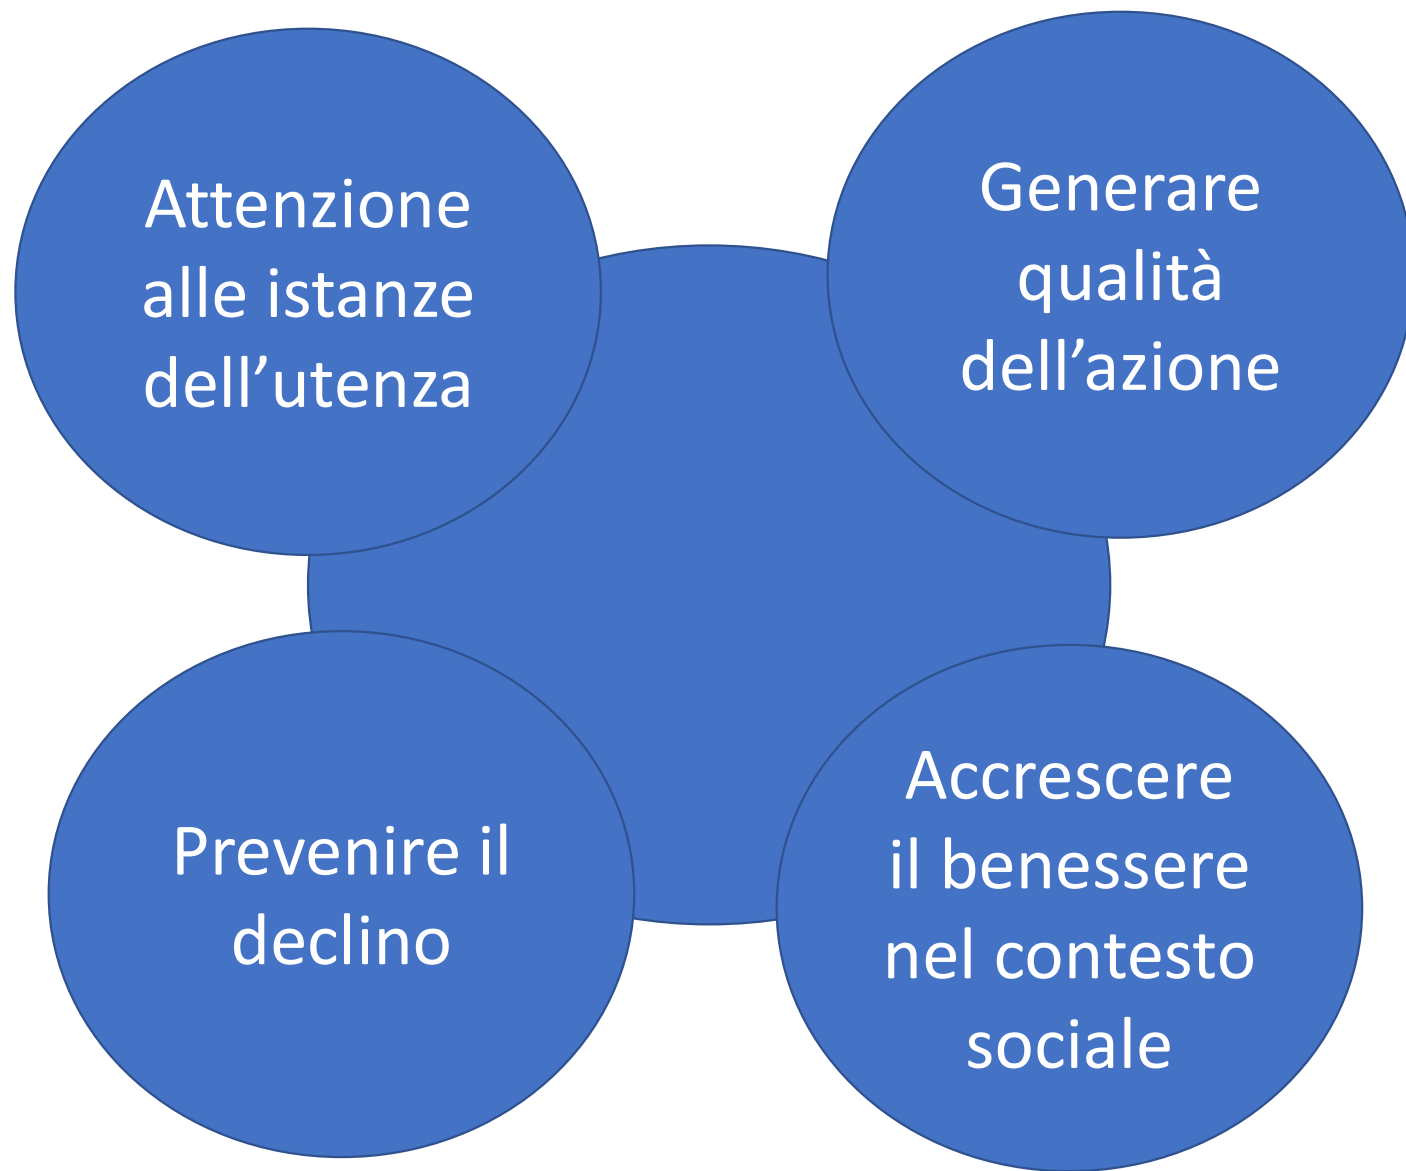 Attenzione
alle istanze
dell’utenza
Generare
qualità
dell’azione
Prevenire il
declino
Accrescere
il benessere
nel contesto
sociale